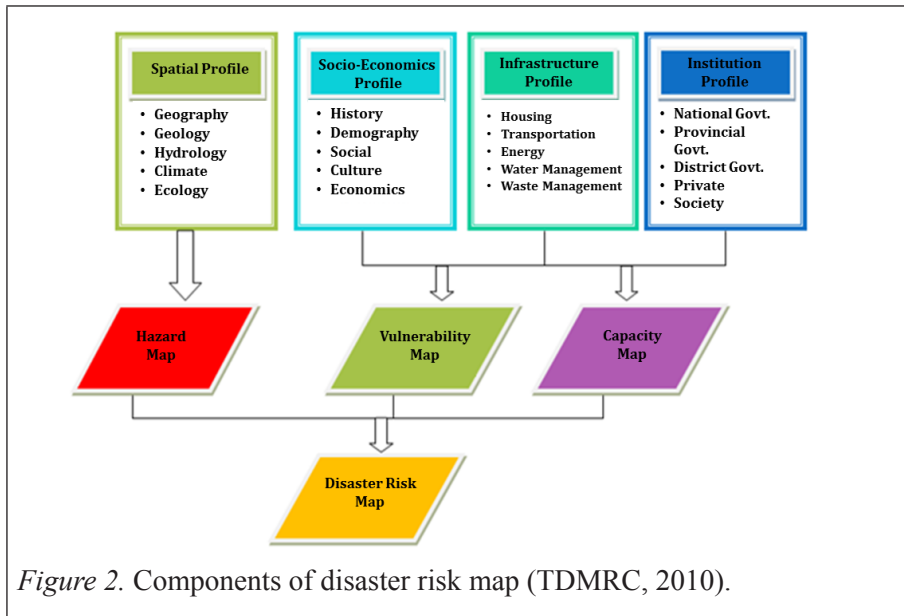 Spatial Profile
• Geography
• Geology
• Hydrology
• Climate
• Ecology
Socio-Economics
Profile
• History
• Demography
• Social
• Culture
• Economics
Infrastructure
Profile
• Housing
• Transportation
• Energy
• Water Management
• Waste Management
Institution
Profile
• National Govt.
• Provincial
Govt.
• District Govt.
• Private
• Society
Hazard
Map
Vulnerability
Map
Capacity
Map
Disaster Risk
Map
Figure 2. Components of disaster risk map (TDMRC, 2010).